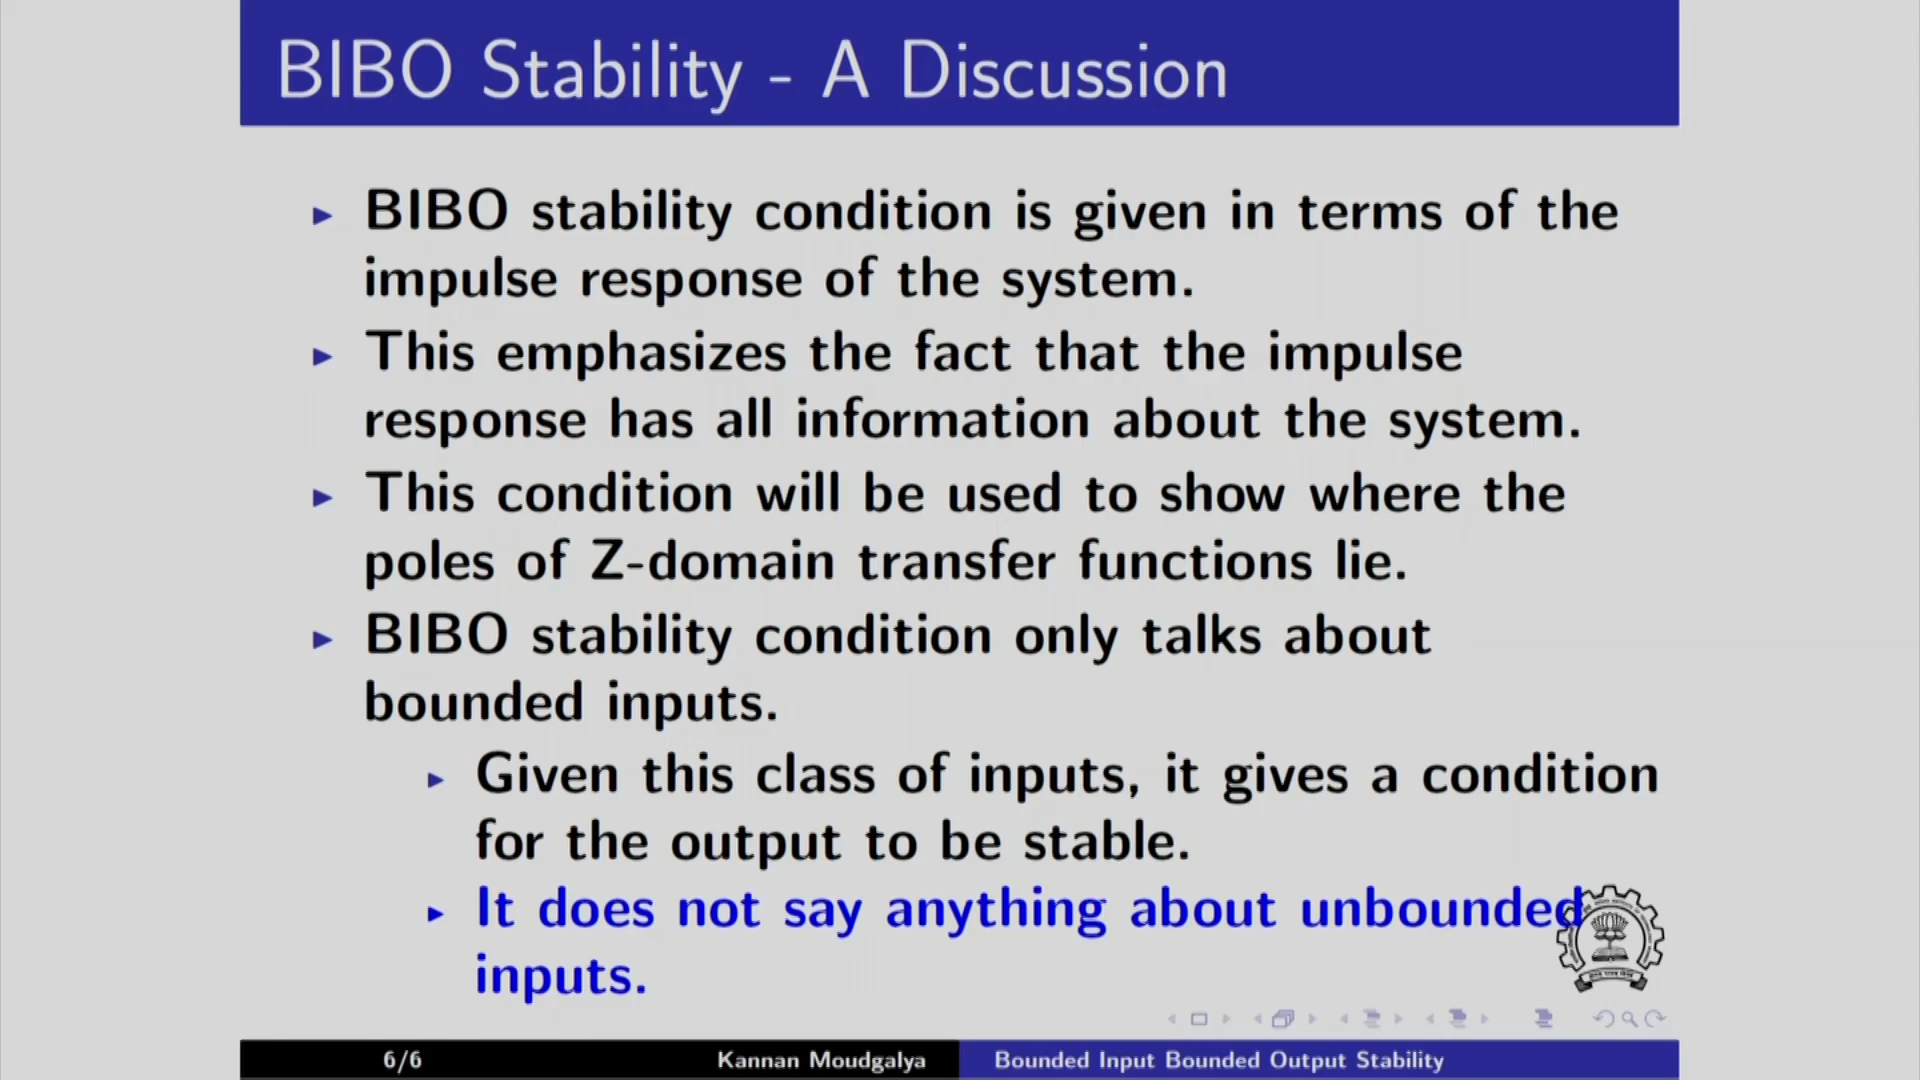 BIBO Stability - A Discussion
BIBO stability condition is given in terms of the
impulse response of the system.
This emphasizes the fact that the impulse
response has all information about the system.
This condition will be used to show where the
poles of Z-domain transfer functions lie.
BIBO stability condition only talks about
bounded inputs.
Given this class of inputs, it gives a condition
for the output to be stable.
It does not say anything about unbounded
inputs.
6/6
Kannan Moudgalya
Bounded Input Bounded Output Stability